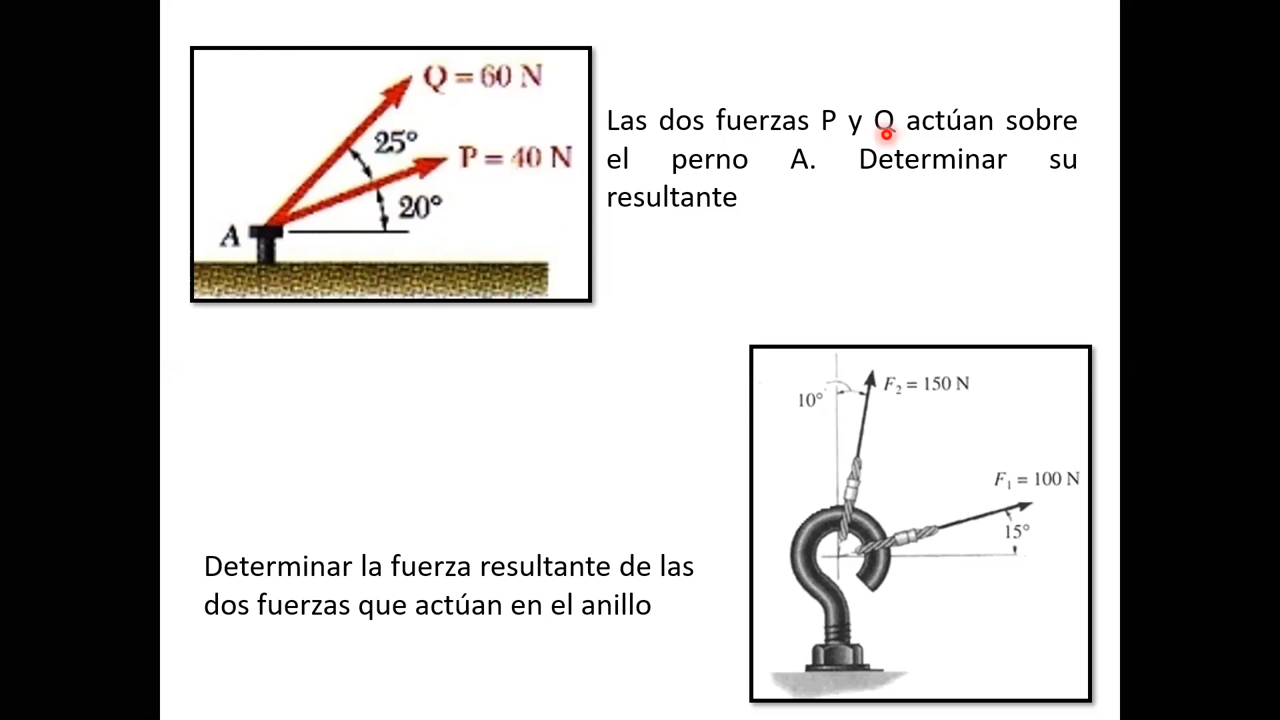 Q = 60 N
25°
P = 40 N
20°
A
Las dos fuerzas P y Q actúan sobre
el perno A. Determinar su
resultante
10°
F₂ = 150 N
F₁ = 100 N
15°
Determinar la fuerza resultante de las
dos fuerzas que actúan en el anillo